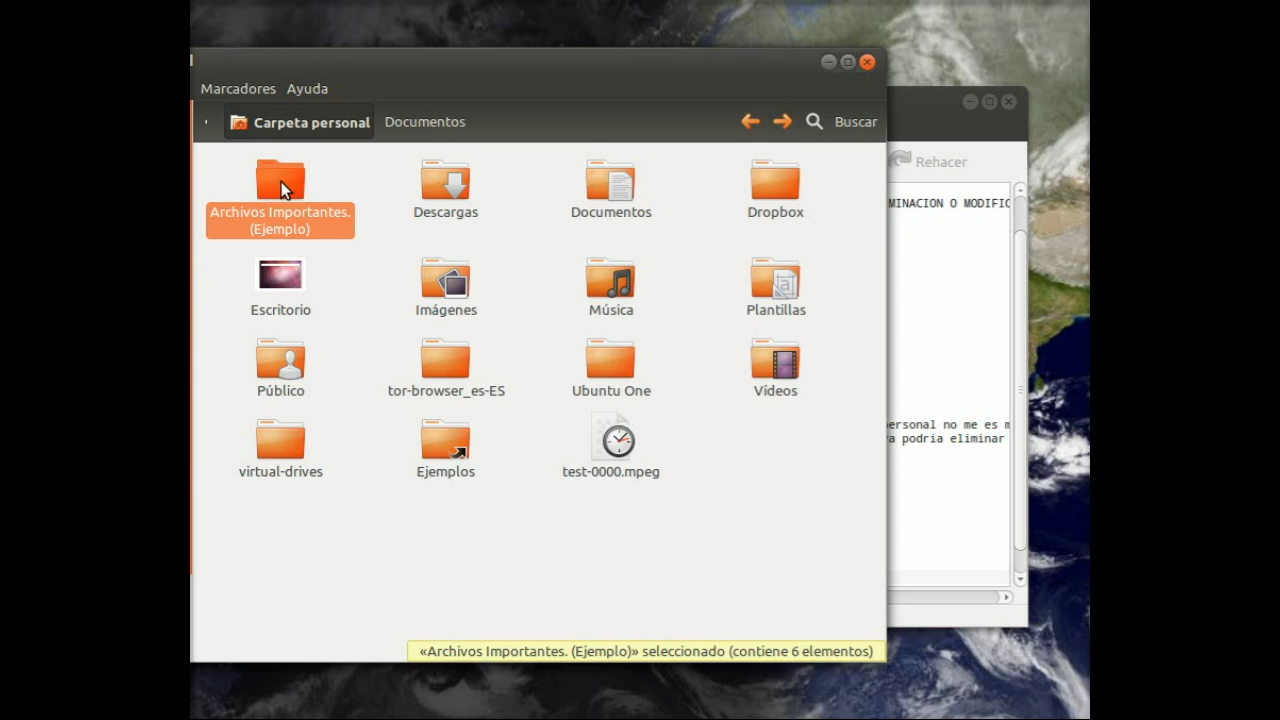 Marcadores Ayuda
Carpeta personal Documentos Buscar
Rehacer
Archivos Importantes.
(Ejemplo)
Descargas
Documentos
Dropbox
MINACION O MODIFIC
Escritorio
Imágenes
Música
Plantillas
Público
tor-browser_es-ES
Ubuntu One
Vídeos
ersonal no me es m
a podria eliminar
virtual-drives
Ejemplos
test-0000.mpeg
«Archivos Importantes. (Ejemplo)» seleccionado (contiene 6 elementos)